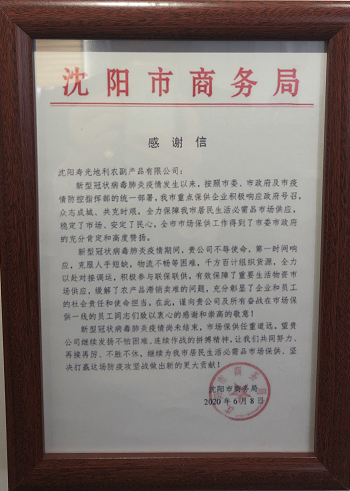 沈阳市商务局
感谢信
沈阳寿光地利农副产品有限公司：
新型冠状病毒肺炎疫情发生以来，按照市委、市政府及市疫
情防控指挥部的统一部署，我市重点保供企业积极响应政府号召，
众志成城、共克时艰，全力保障我市居民生活必需品市场供应，
稳定了市场、安定了民心，全市市场保供工作得到了市委市政府
的充分肯定和高度赞扬。
新型冠状病毒肺炎疫情期间，贵公司不辱使命，第一时间响
应，克服人手短缺，物流不畅等困难，千方百计组织货源，全力
以赴对接调运，积极参与联保联供，有效保障了重要生活物资市
场供应，缓解了农产品滞销卖难的问题，充分彰显了企业和员工
的社会责任和使命担当。在此，谨向贵公司及所有奋战在市场保
供一线的员工同志们致以衷心的感谢和崇高的敬意！
新型冠状病毒肺炎疫情尚未结束，市场保供任重道远，望贵
公司继续发扬不怕困难、连续作战的拼搏精神，让我们共同努力、
再接再厉、不胜不休，继续为我市居民生活必需品市场保供，坚
决打赢这场防疫攻坚战做出新的更大贡献！
沈阳市商务局
2020年6月8日